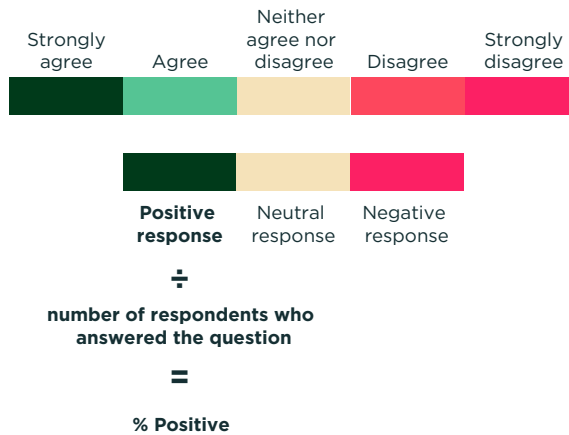 Strongly
agree
Agree
Neither
agree nor
disagree
Disagree
Strongly
disagree
Positive
response
Neutral
response
Negative
response
÷
number of respondents who
answered the question
=
% Positive